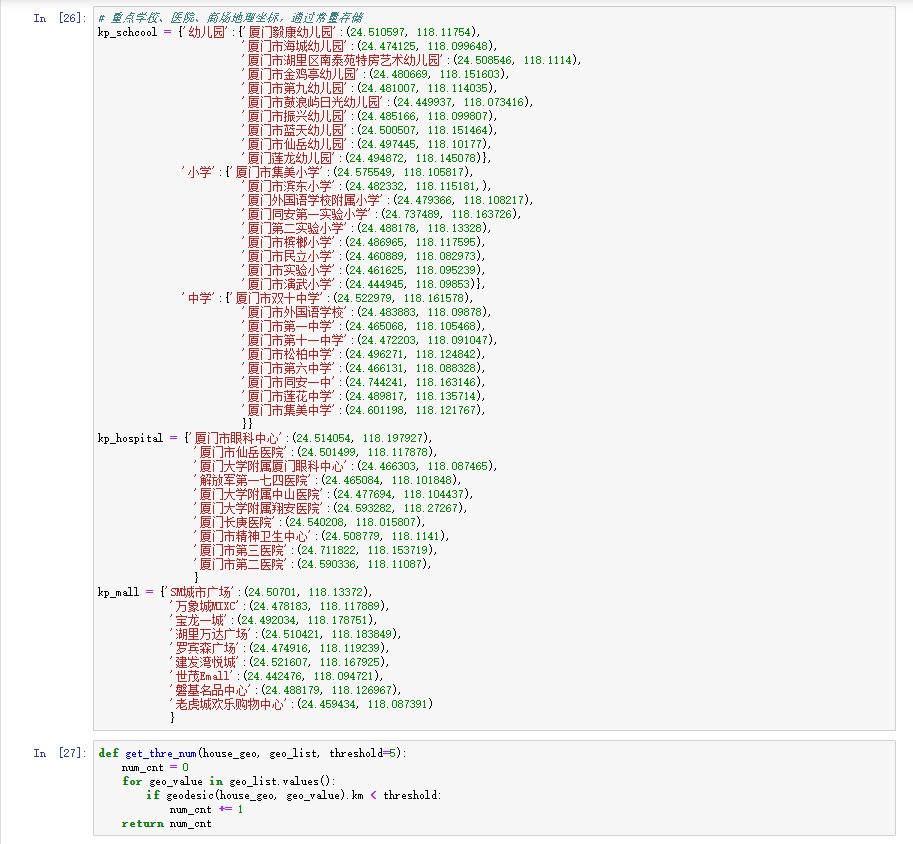 In [26]: # 重点学校、医院、商场地理坐标，通过常量存储
kp_schcool = {'幼儿园':{'厦门毅康幼儿园':(24.510597, 118.11754),
'厦门市海城幼儿园':(24.474125, 118.099648),
'厦门市湖里区南泰苑特房艺术幼儿园':(24.508546, 118.1114),
'厦门市金鸡亭幼儿园':(24.480669, 118.151603),
'厦门市第九幼儿园':(24.481007, 118.114035),
'厦门市鼓浪屿日光幼儿园':(24.449937, 118.073416),
'厦门市振兴幼儿园':(24.485166, 118.099807),
'厦门市蓝天幼儿园':(24.500507, 118.151464),
'厦门市仙岳幼儿园':(24.497445, 118.10177),
'厦门莲龙幼儿园':(24.494872, 118.145078)},
'小学':{'厦门市集美小学':(24.575549, 118.105817),
'厦门市滨东小学':(24.482332, 118.115181,),
'厦门外国语学校附属小学':(24.479366, 118.108217),
'厦门同安第一实验小学':(24.737489, 118.163726),
'厦门第二实验小学':(24.488178, 118.13328),
'厦门市槟榔小学':(24.486965, 118.117595),
'厦门市民立小学':(24.460889, 118.082973),
'厦门市实验小学':(24.461625, 118.095239),
'厦门市演武小学':(24.444945, 118.09853)},
'中学':{'厦门市双十中学':(24.522979, 118.161578),
'厦门市外国语学校':(24.483883, 118.09878),
'厦门市第一中学':(24.465068, 118.105468),
'厦门市第十一中学':(24.472203, 118.091047),
'厦门市松柏中学':(24.496271, 118.124842),
'厦门市第六中学':(24.466131, 118.088328),
'厦门市同安一中':(24.744241, 118.163146),
'厦门市莲花中学':(24.489817, 118.135714),
'厦门市集美中学':(24.601198, 118.121767),
}}
kp_hospital = {'厦门市眼科中心':(24.514054, 118.197927),
'厦门市仙岳医院':(24.501499, 118.117878),
'厦门大学附属厦门眼科中心':(24.466303, 118.087465),
'解放军第一七四医院':(24.465084, 118.101848),
'厦门大学附属中山医院':(24.477694, 118.104437),
'厦门大学附属翔安医院':(24.593282, 118.27267),
'厦门长庚医院':(24.540208, 118.015807),
'厦门市精神卫生中心':(24.508779, 118.1141),
'厦门市第三医院':(24.711822, 118.153719),
'厦门市第二医院':(24.590336, 118.11087),
}
kp_mall = {'SM城市广场':(24.50701, 118.13372),
'万象城MIXC':(24.478183, 118.117889),
'宝龙一城':(24.492034, 118.178751),
'湖里万达广场':(24.510421, 118.183849),
'罗宾森广场':(24.474916, 118.119239),
'建发湾悦城':(24.521607, 118.167925),
'世茂Emall':(24.442476, 118.094721),
'磐基名品中心':(24.488179, 118.126967),
'老虎城欢乐购物中心':(24.459434, 118.087391)
}
In [27]: def get_thre_num(house_geo, geo_list, threshold=5):
num_cnt = 0
for geo_value in geo_list.values():
if geodesic(house_geo, geo_value).km < threshold:
num_cnt += 1
return num_cnt